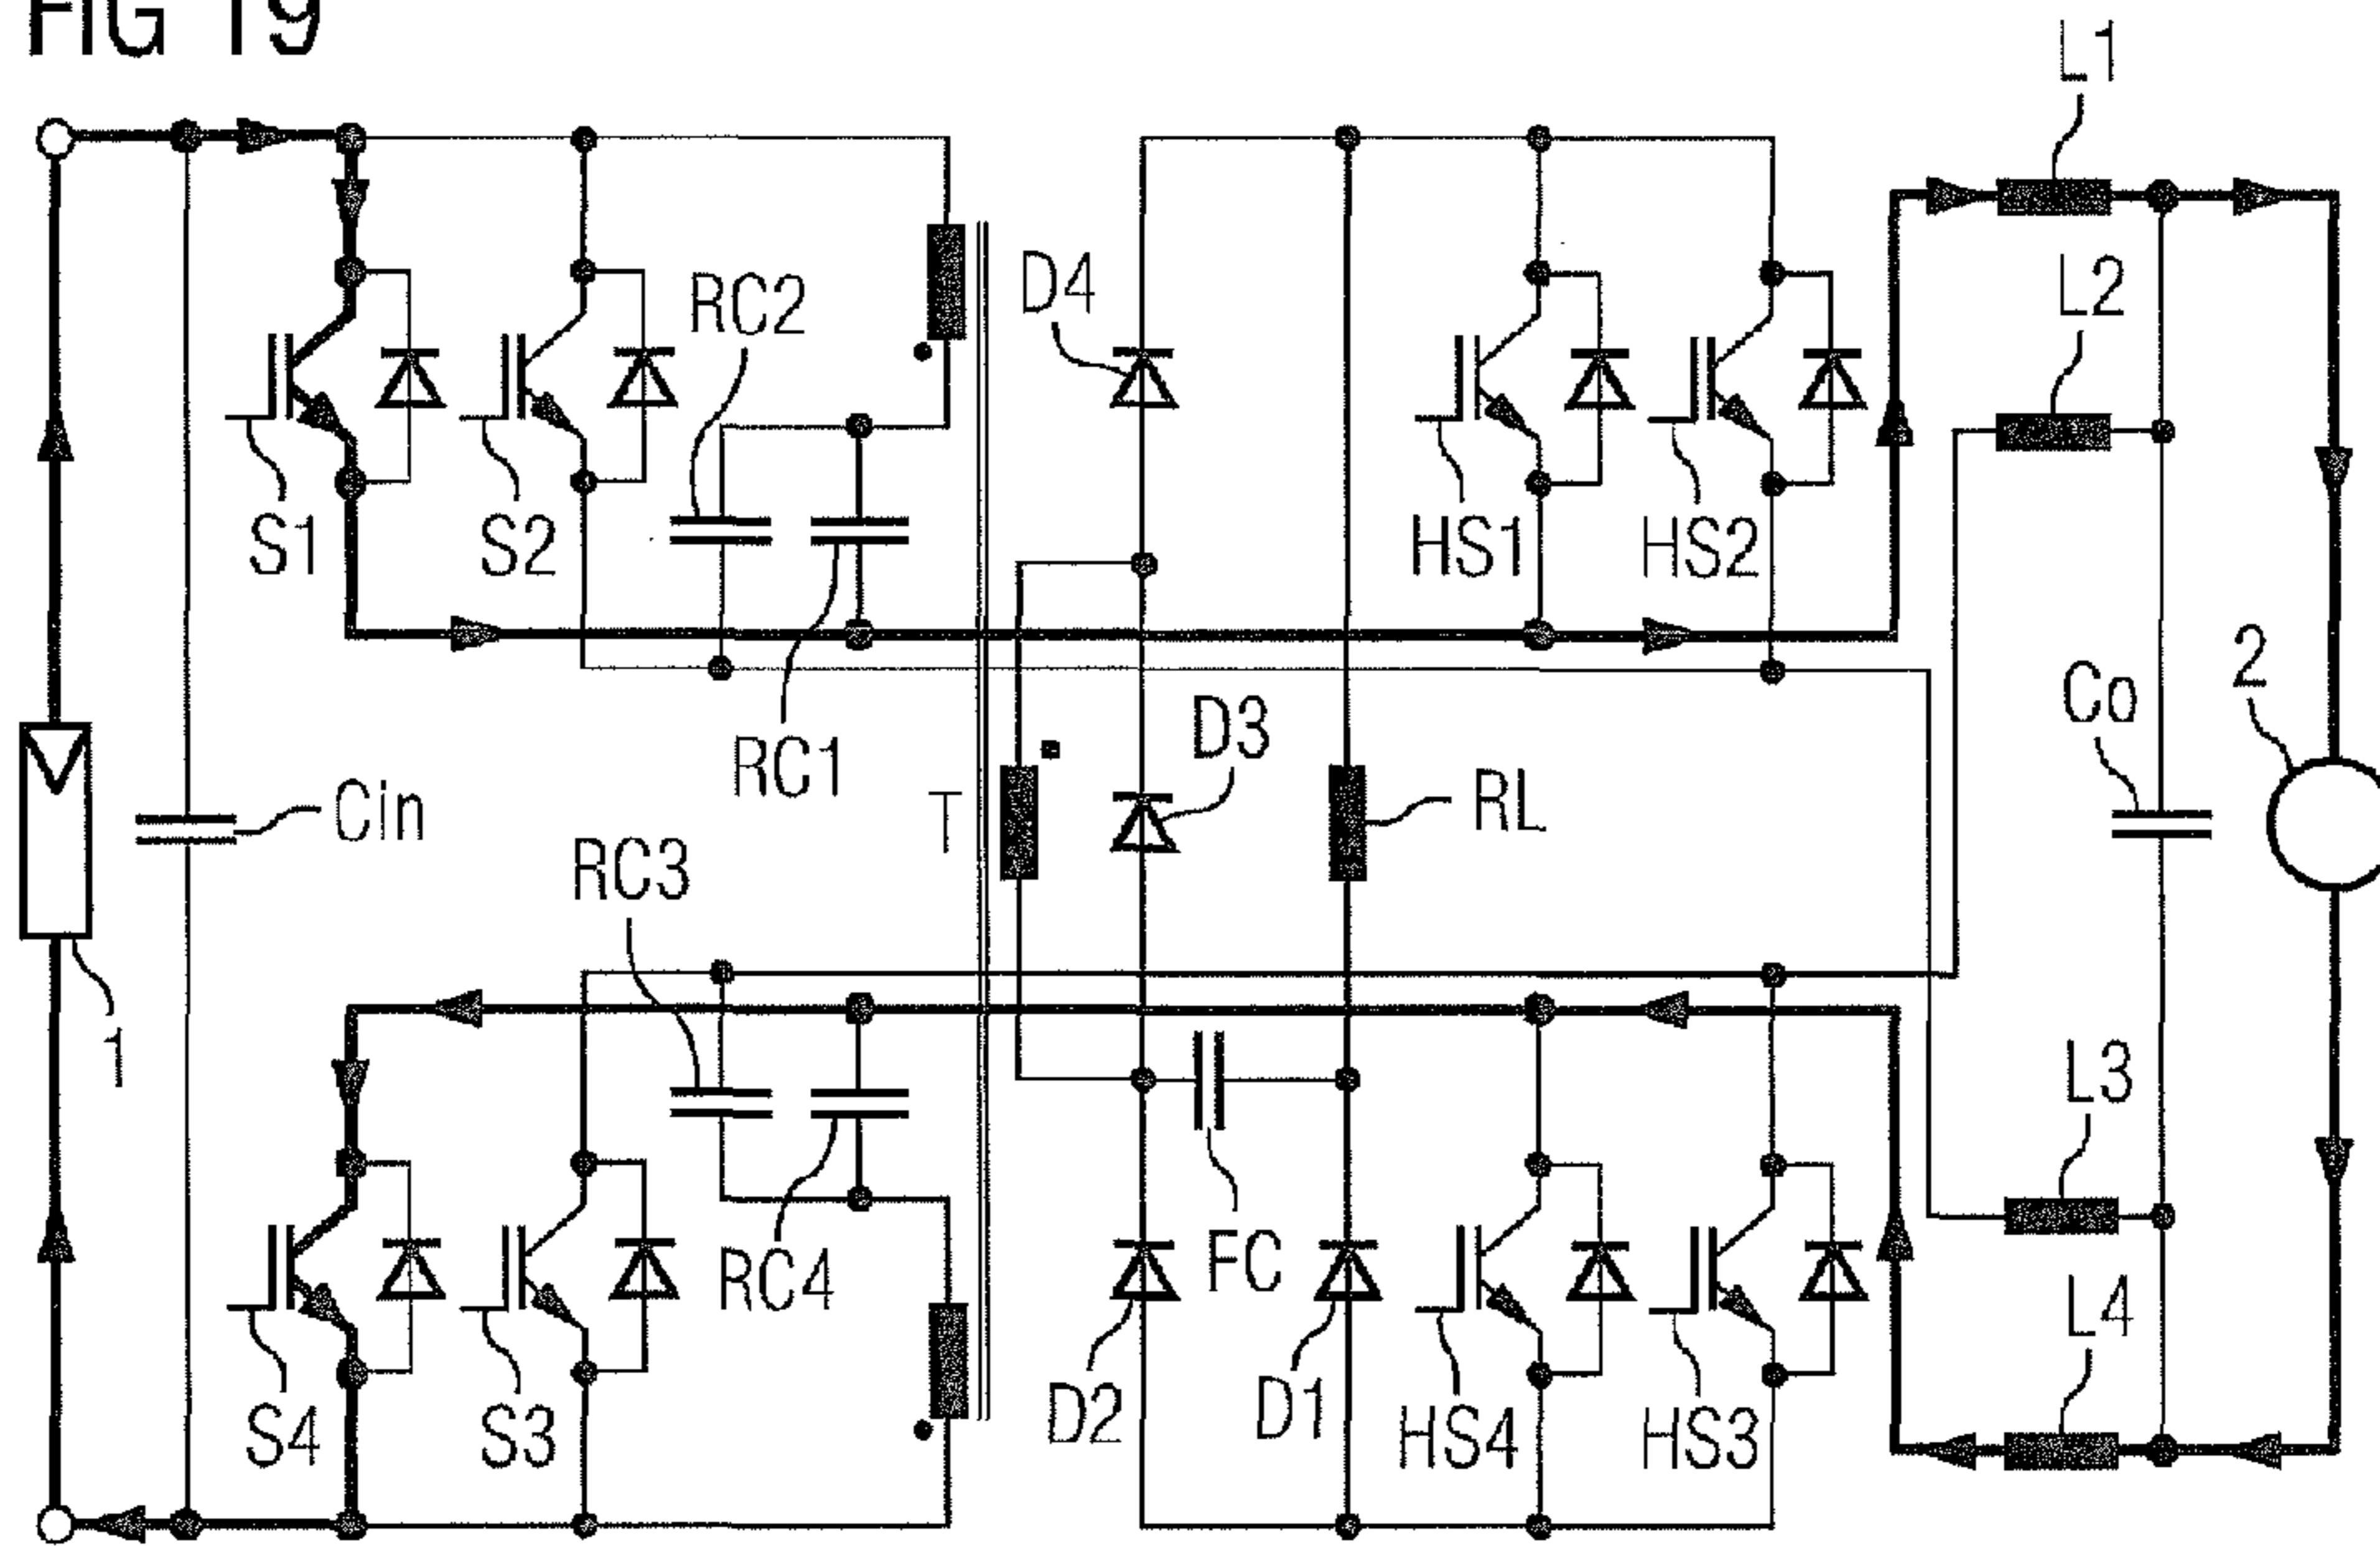 FIG 19
L1
L2
D4
RC2
S1
S2
HS1
HS2
RC1
D3
Co
2
Cin
T
RL
RC3
1
L3
RC4
FC
L4
S4
S3
D2
D1
HS4
HS3